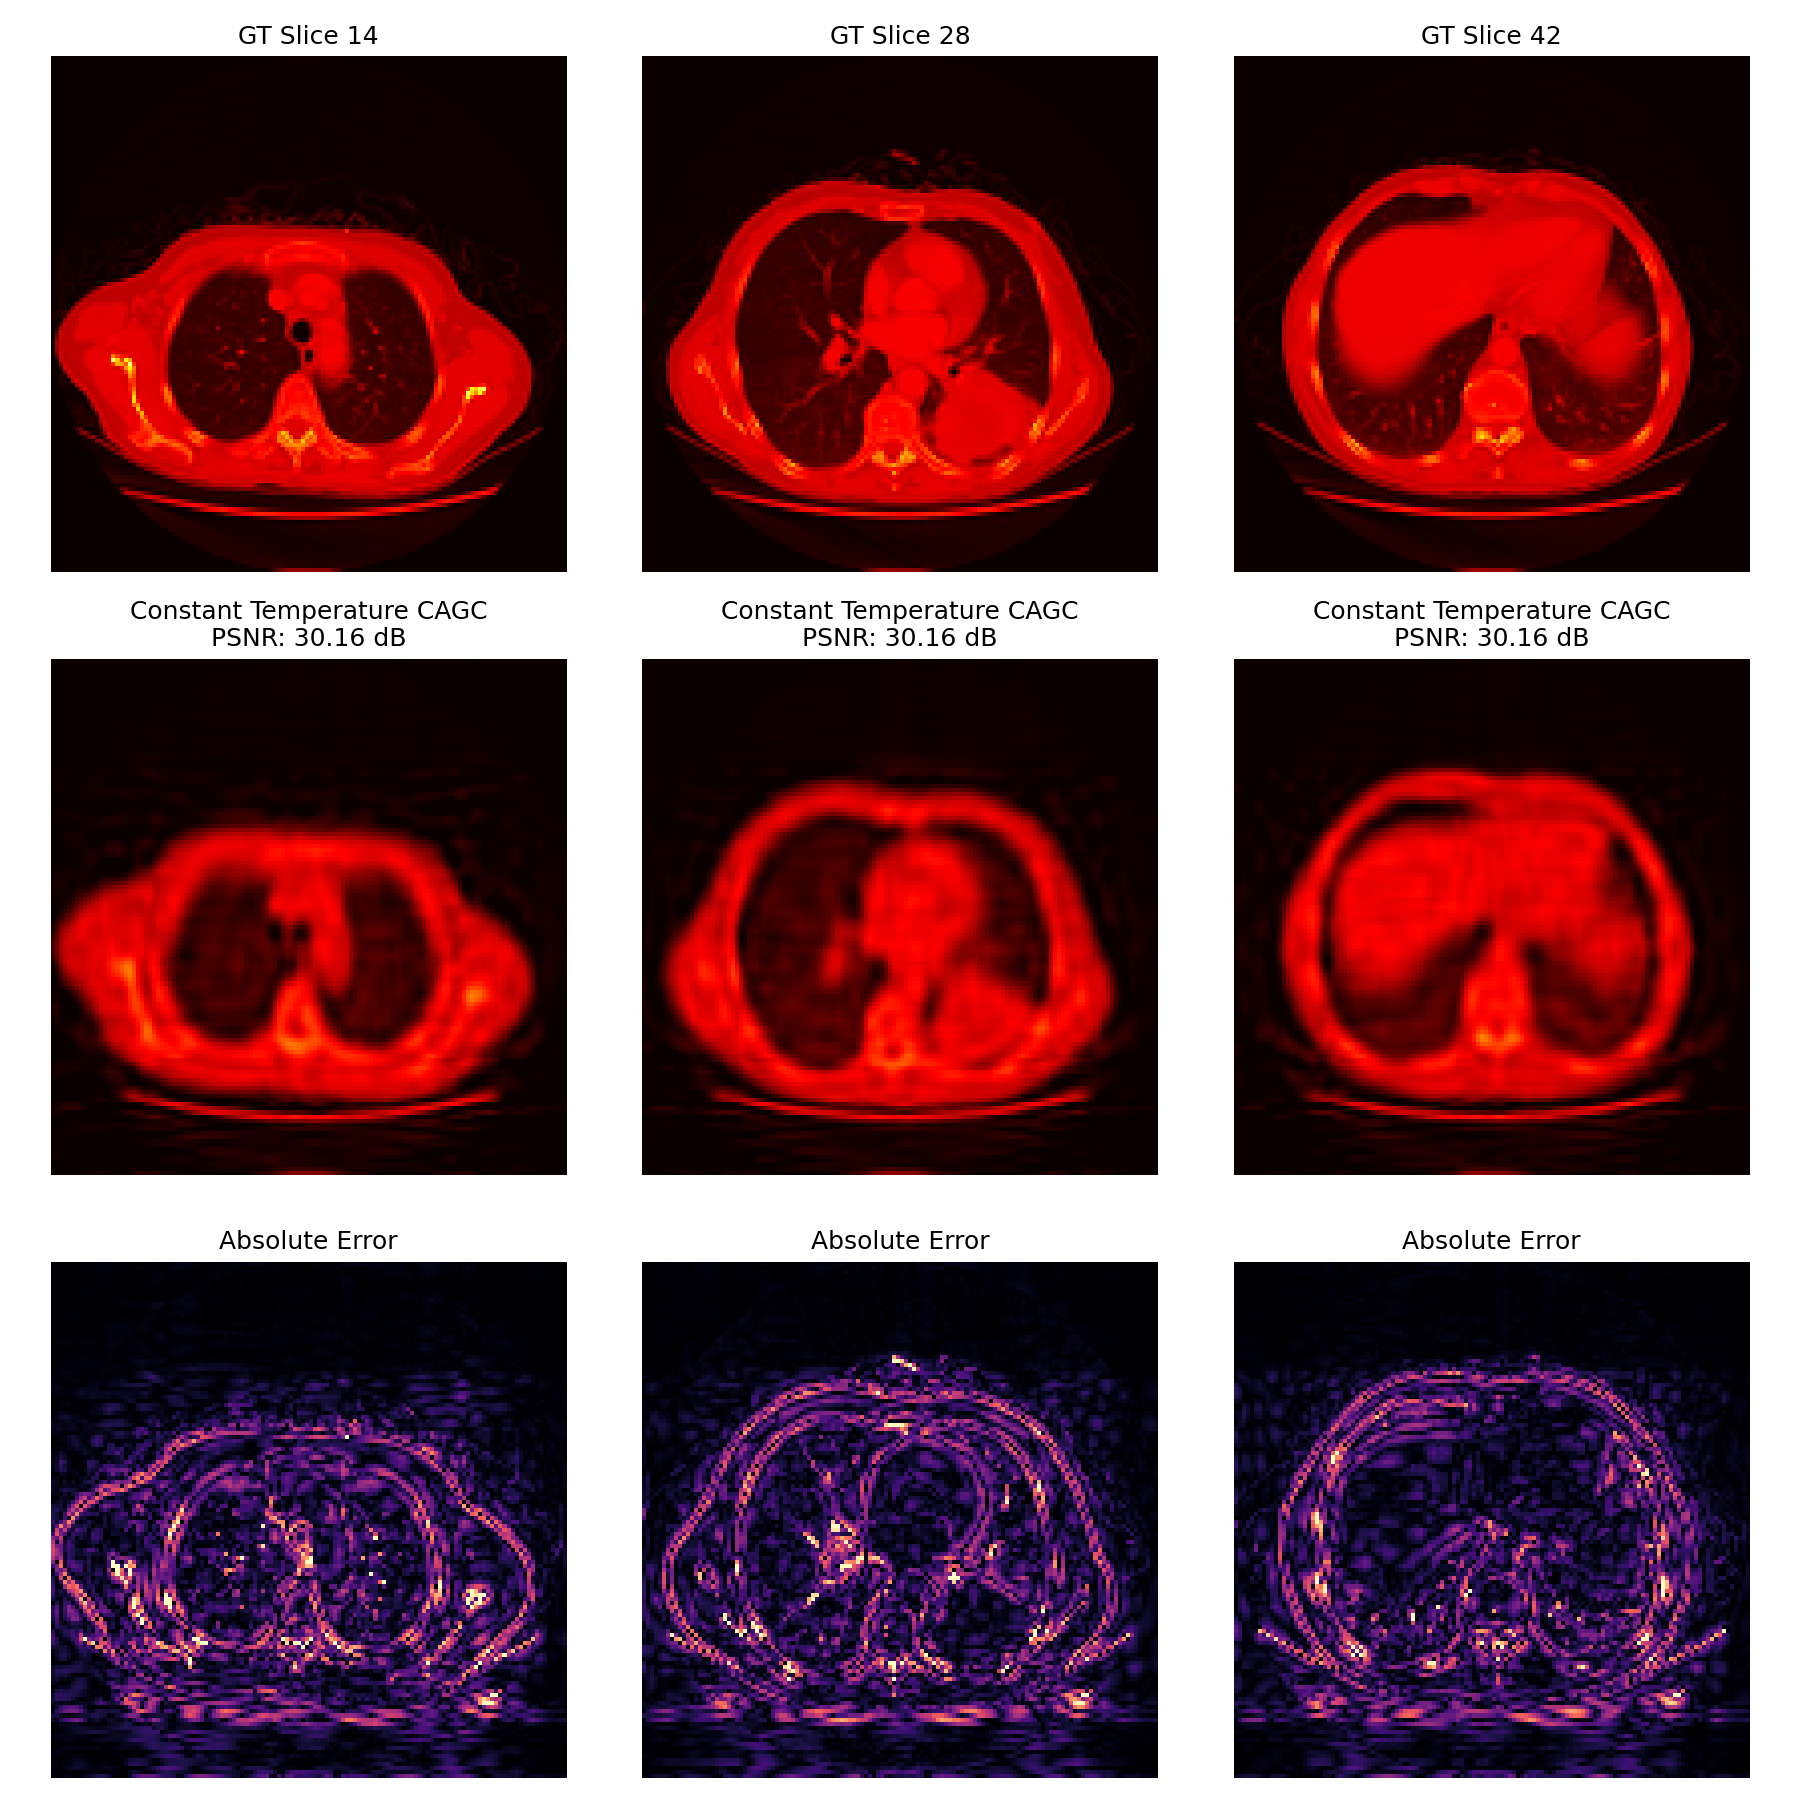 GT Slice 14
GT Slice 28
GT Slice 42
Constant Temperature CAGC
PSNR: 30.16 dB
Constant Temperature CAGC
PSNR: 30.16 dB
Constant Temperature CAGC
PSNR: 30.16 dB
Absolute Error
Absolute Error
Absolute Error